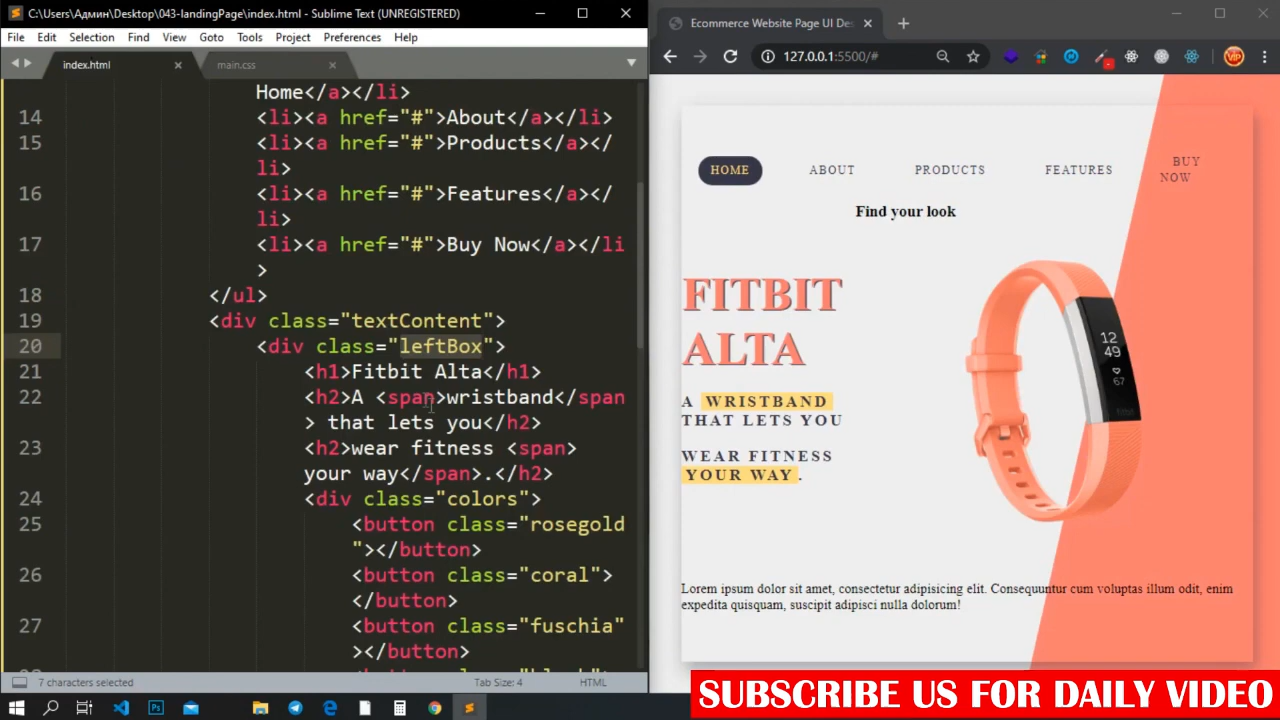 C:\Users\Админ\Desktop\043-landingPage\index.html - Sublime Text (UNREGISTERED)
File Edit Selection Find View Goto Tools Project Preferences Help
index.html
main.css
Home</a></li>
14 <li><a href="#">About</a></li>
15 <li><a href="#">Products</a></
li>
16 <li><a href="#">Features</a></
li>
17 <li><a href="#">Buy Now</a></li
>
18 </ul>
19 <div class="textContent">
20 <div class="leftBox">
21 <h1>Fitbit Alta</h1>
22 <h2>A <span>wristband</span
> that lets you</h2>
23 <h2>wear fitness <span>
your way</span>.</h2>
24 <div class="colors">
25 <button class="rosegold
"></button>
26 <button class="coral">
</button>
27 <button class="fuschia"
></button>
7 characters selected
Tab Size: 4
HTML
Ecommerce Website Page UI Des
127.0.0.1:5500/#
VIP
HOME
ABOUT
PRODUCTS
FEATURES
BUY
NOW
Find your look
FITBIT
ALTA
A WRISTBAND
THAT LETS YOU
WEAR FITNESS
YOUR WAY .
12
49
67
Lorem ipsum dolor sit amet, consectetur adipisicing elit. Consequuntur cum voluptas illum odit, enim
expedita quisquam, suscipit adipisci nulla dolorum!
Ps
SUBSCRIBE US FOR DAILY VIDEO